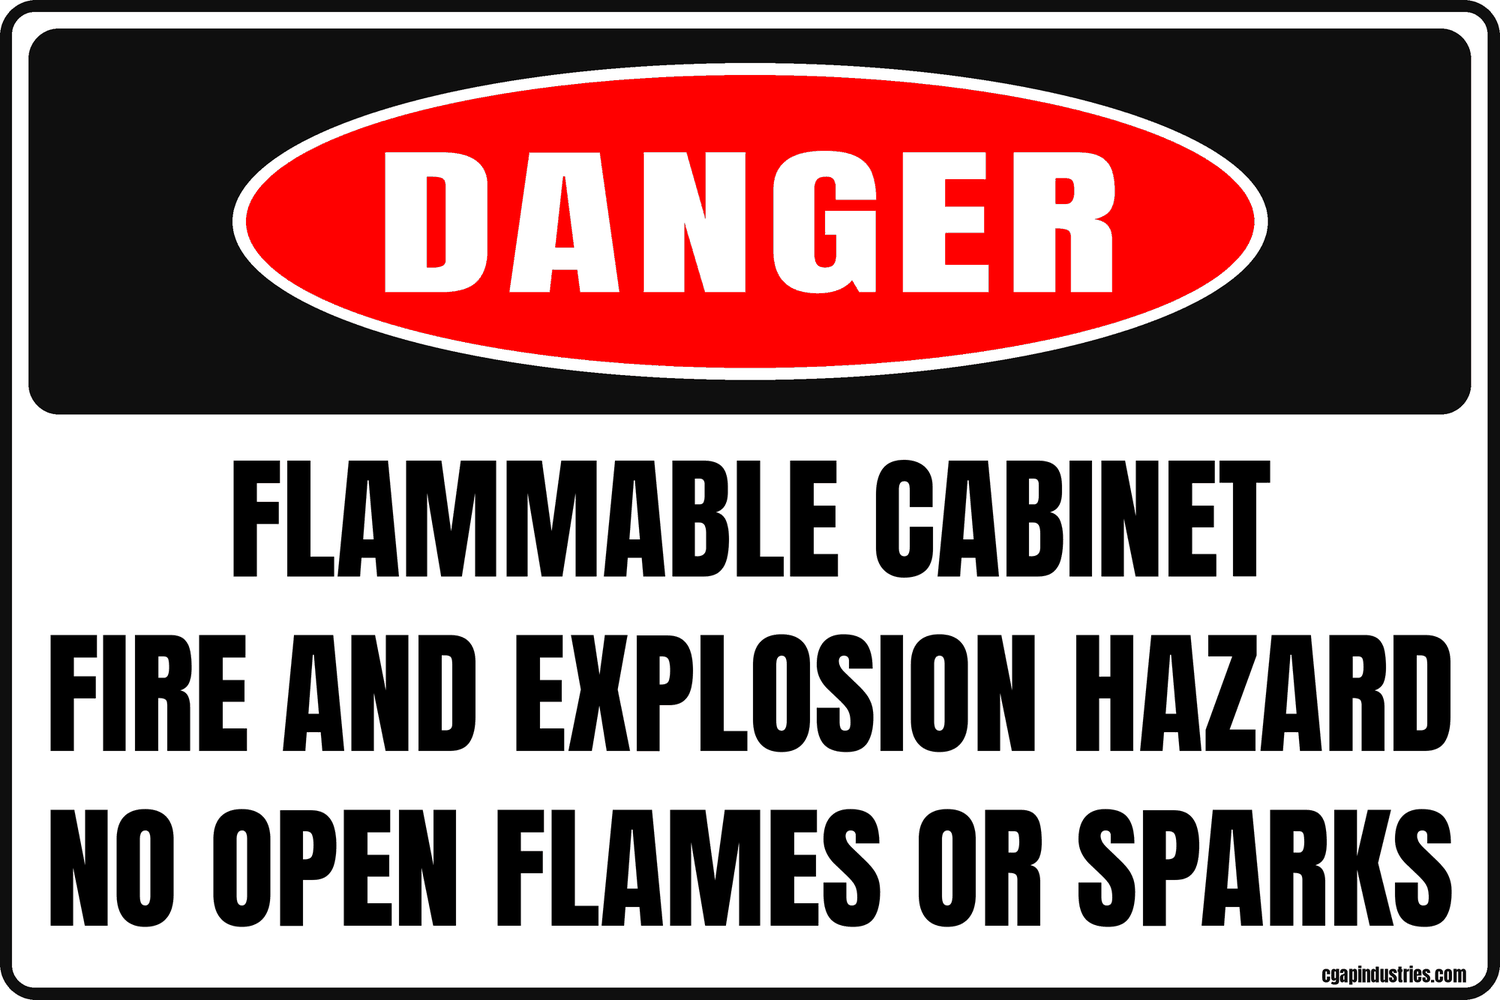 DANGER
FLAMMABLE CABINET
FIRE AND EXPLOSION HAZARD
NO OPEN FLAMES OR SPARKS
cgapindustries.com